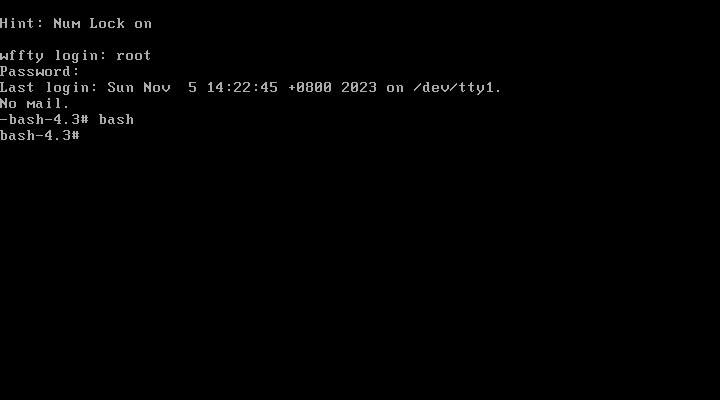 Hint: Num Lock on
wffty login: root
Password:
Last login: Sun Nov  5 14:22:45 +0800 2023 on /dev/tty1.
No mail.
-bash-4.3# bash
bash-4.3#